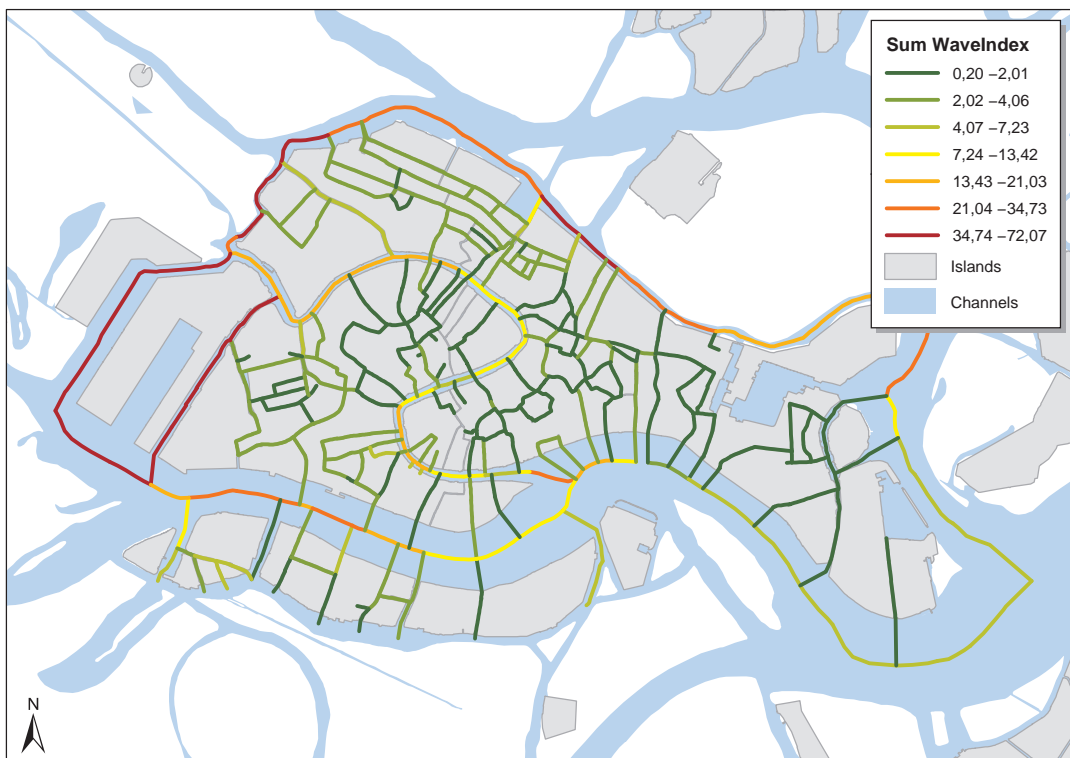 Sum WaveIndex
0,20 –2,01
2,02 –4,06
4,07 –7,23
7,24 –13,42
13,43 –21,03
21,04 –34,73
34,74 –72,07
Islands
Channels
N